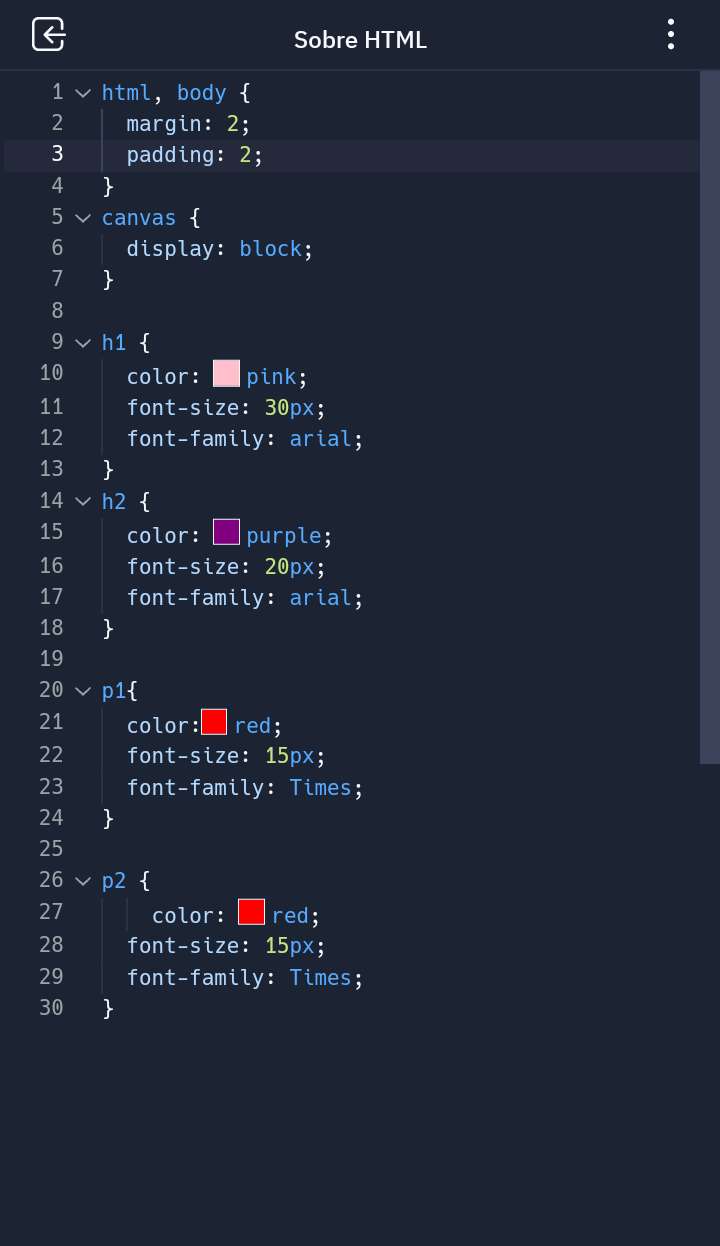 Sobre HTML
1 html, body {
2 margin: 2;
3 padding: 2;
4 }
5 canvas {
6 display: block;
7 }
8
9 h1 {
10 color: pink;
11 font-size: 30px;
12 font-family: arial;
13 }
14 h2 {
15 color: purple;
16 font-size: 20px;
17 font-family: arial;
18 }
19
20 p1{
21 color: red;
22 font-size: 15px;
23 font-family: Times;
24 }
25
26 p2 {
27 color: red;
28 font-size: 15px;
29 font-family: Times;
30 }